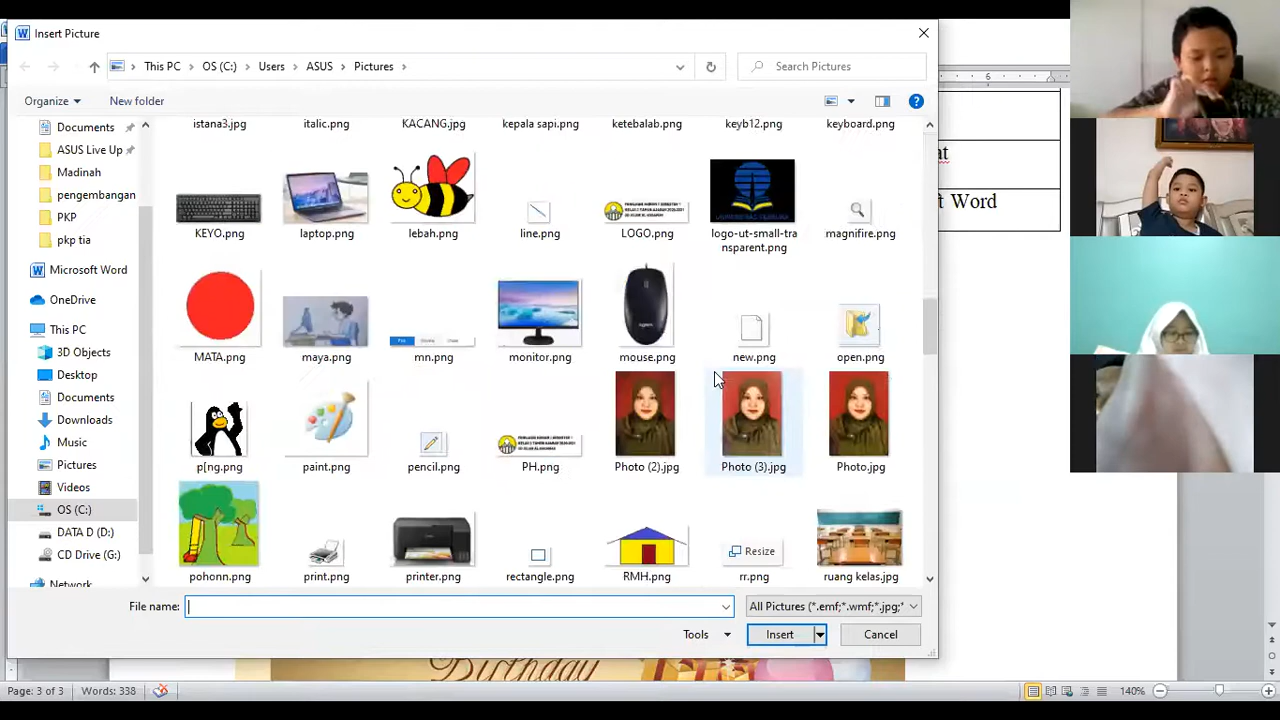 Insert Picture
This PC > OS (C:) > Users > ASUS > Pictures >
Search Pictures
Organize
New folder
Documents
ASUS Live Up
Madinah
pengembangan
PKP
pkp tia
Microsoft Word
OneDrive
This PC
3D Objects
Desktop
Documents
Downloads
Music
Pictures
Videos
OS (C:)
DATA D (D:)
CD Drive (G:)
Network
istana3.jpg italic.png KACANG.jpg kepala sapi.png ketebalab.png keyb12.png keyboard.png
KEYO.png laptop.png lebah.png line.png LOGO.png logo-ut-small-tra magnifire.png
nsparent.png
MATA.png maya.png mn.png monitor.png mouse.png new.png open.png
p[ng.png paint.png pencil.png PH.png Photo (2).jpg Photo (3).jpg Photo.jpg
Resize
pohonn.png print.png printer.png rectangle.png RMH.png rr.png ruang kelas.jpg
File name:
All Pictures (*.emf;*.wmf;*.jpg;*
Tools
Insert
Cancel
6
at
t Word
Birthday
Page: 3 of 3
Words: 338
140%